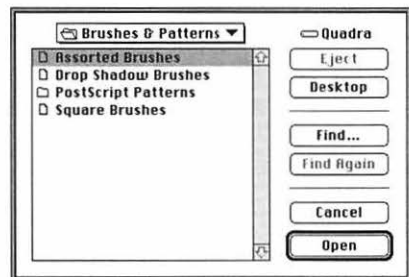 Brushes & Patterns
Assorted Brushes
Drop Shadow Brushes
PostScript Patterns
Square Brushes
Quadra
Eject
Desktop
Find...
Find Again
Cancel
Open